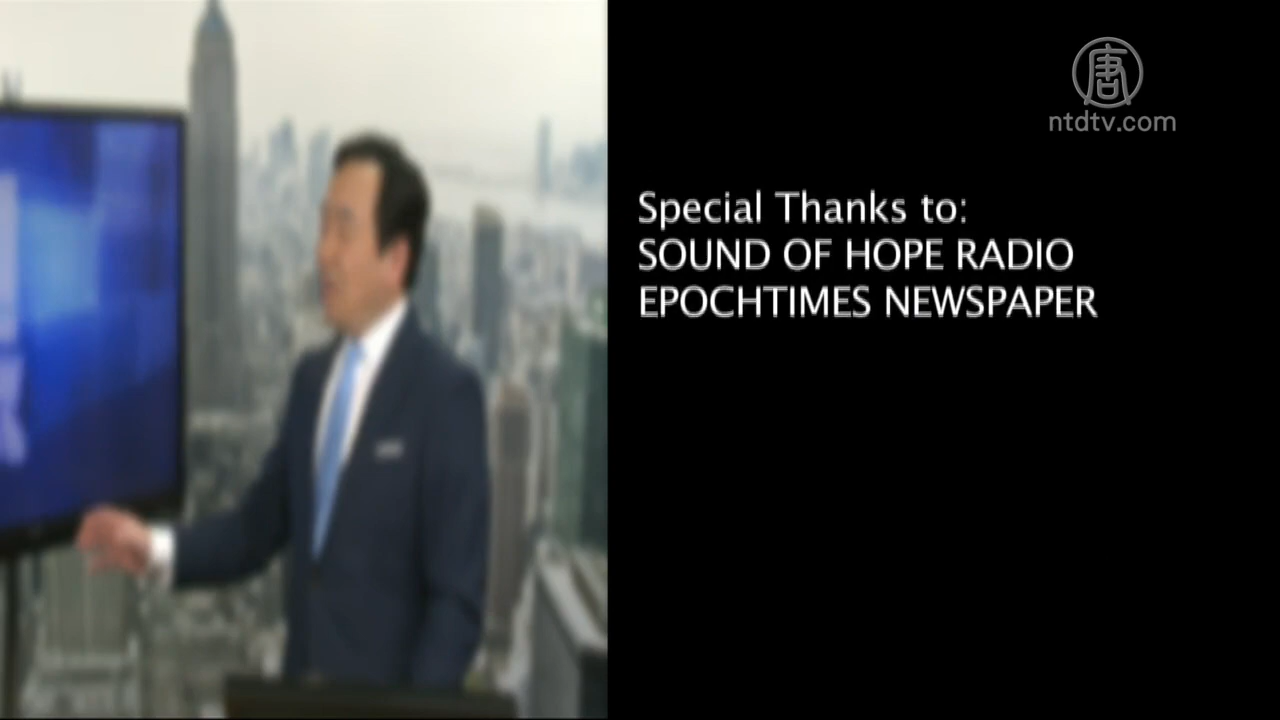 唐
ntdtv.com
Special Thanks to:
SOUND OF HOPE RADIO
EPOCHTIMES NEWSPAPER